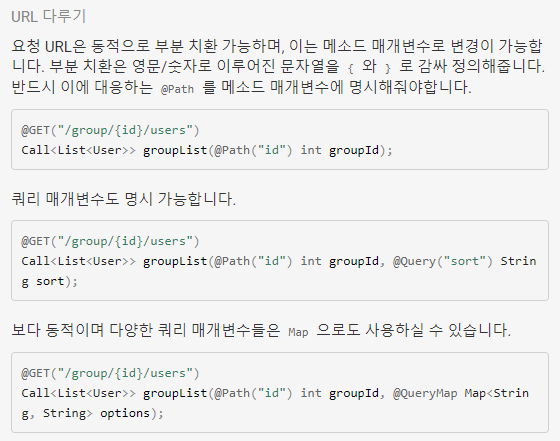 URL 다루기
요청 URL은 동적으로 부분 치환 가능하며, 이는 메소드 매개변수로 변경이 가능합니
다. 부분 치환은 영문/숫자로 이루어진 문자열을 { 와 } 로 감싸 정의해줍니다.
반드시 이에 대응하는 @Path 를 메소드 매개변수에 명시해줘야합니다.
@GET("/group/{id}/users")
Call<List<User>> groupList(@Path("id") int groupId);
쿼리 매개변수도 명시 가능합니다.
@GET("/group/{id}/users")
Call<List<User>> groupList(@Path("id") int groupId, @Query("sort") Strin
g sort);
보다 동적이며 다양한 쿼리 매개변수들은 Map 으로도 사용하실 수 있습니다.
@GET("/group/{id}/users")
Call<List<User>> groupList(@Path("id") int groupId, @QueryMap Map<Strin
g, String> options);